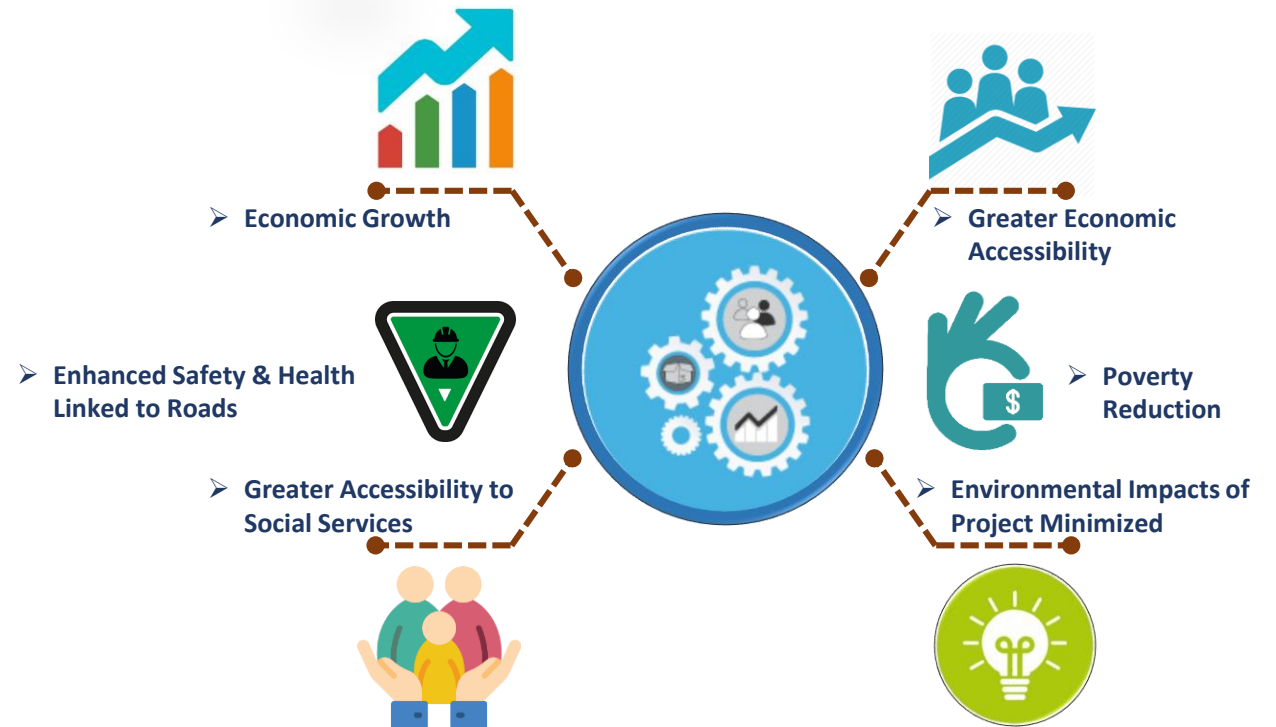 ➢ Economic Growth
➢ Greater Economic
Accessibility
➢ Enhanced Safety & Health
Linked to Roads
$
➢ Poverty
Reduction
➢ Greater Accessibility to
Social Services
➢ Environmental Impacts of
Project Minimized